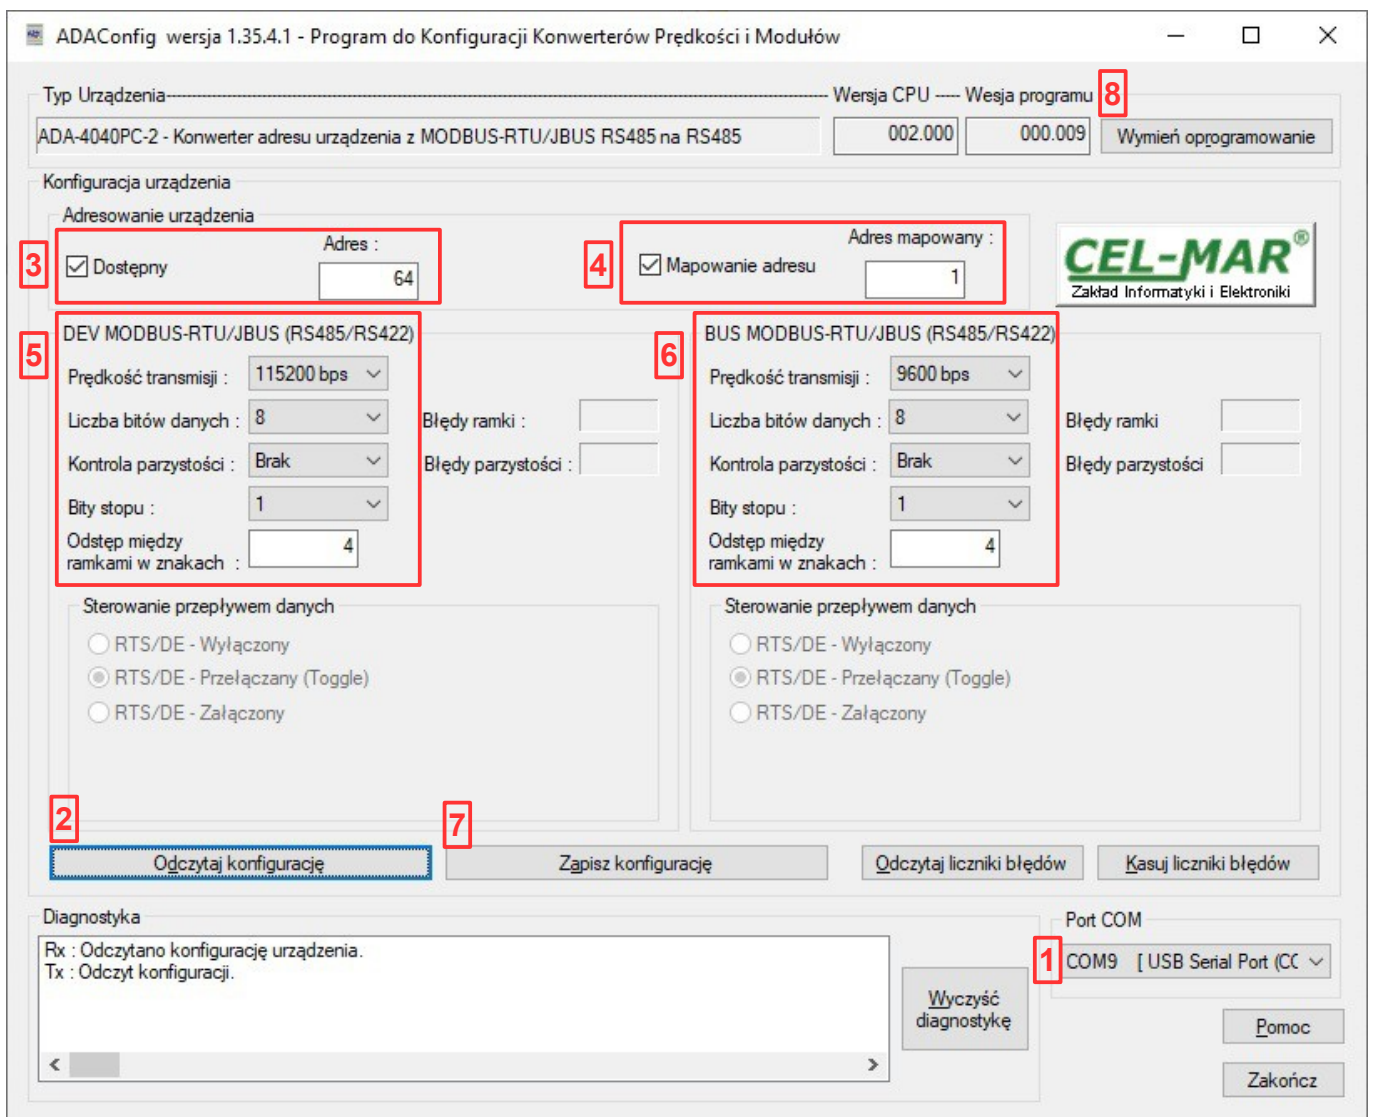 ADAConfig wersja 1.35.4.1 - Program do Konfiguracji Konwerterów Prędkości i Modułów
Typ Urządzenia Wersja CPU Wesja programu 8
ADA-4040PC-2 - Konwerter adresu urządzenia z MODBUS-RTU/JBUS RS485 na RS485 002.000 000.009 Wymień oprogramowanie
Konfiguracja urządzenia
Adresowanie urządzenia
3 Dostępny Adres : 64
4 Mapowanie adresu Adres mapowany : 1
CEL-MAR®
Zakład Informatyki i Elektroniki
5 DEV MODBUS-RTU/JBUS (RS485/RS422)
Prędkość transmisji : 115200 bps
Liczba bitów danych : 8 Błędy ramki :
Kontrola parzystości : Brak Błędy parzystości :
Bity stopu : 1
Odstęp między
ramkami w znakach : 4
Sterowanie przepływem danych
RTS/DE - Wyłączony
RTS/DE - Przełączany (Toggle)
RTS/DE - Załączony
6 BUS MODBUS-RTU/JBUS (RS485/RS422)
Prędkość transmisji : 9600 bps
Liczba bitów danych : 8 Błędy ramki
Kontrola parzystości : Brak Błędy parzystości
Bity stopu : 1
Odstęp między
ramkami w znakach : 4
Sterowanie przepływem danych
RTS/DE - Wyłączony
RTS/DE - Przełączany (Toggle)
RTS/DE - Załączony
2 Odczytaj konfigurację 7 Zapisz konfigurację Odczytaj liczniki błędów Kasuj liczniki błędów
Diagnostyka
Rx : Odczytano konfigurację urządzenia.
Tx : Odczyt konfiguracji.
Wyczyść
diagnostykę
Port COM
1 COM9 [ USB Serial Port (CC
Pomoc
Zakończ